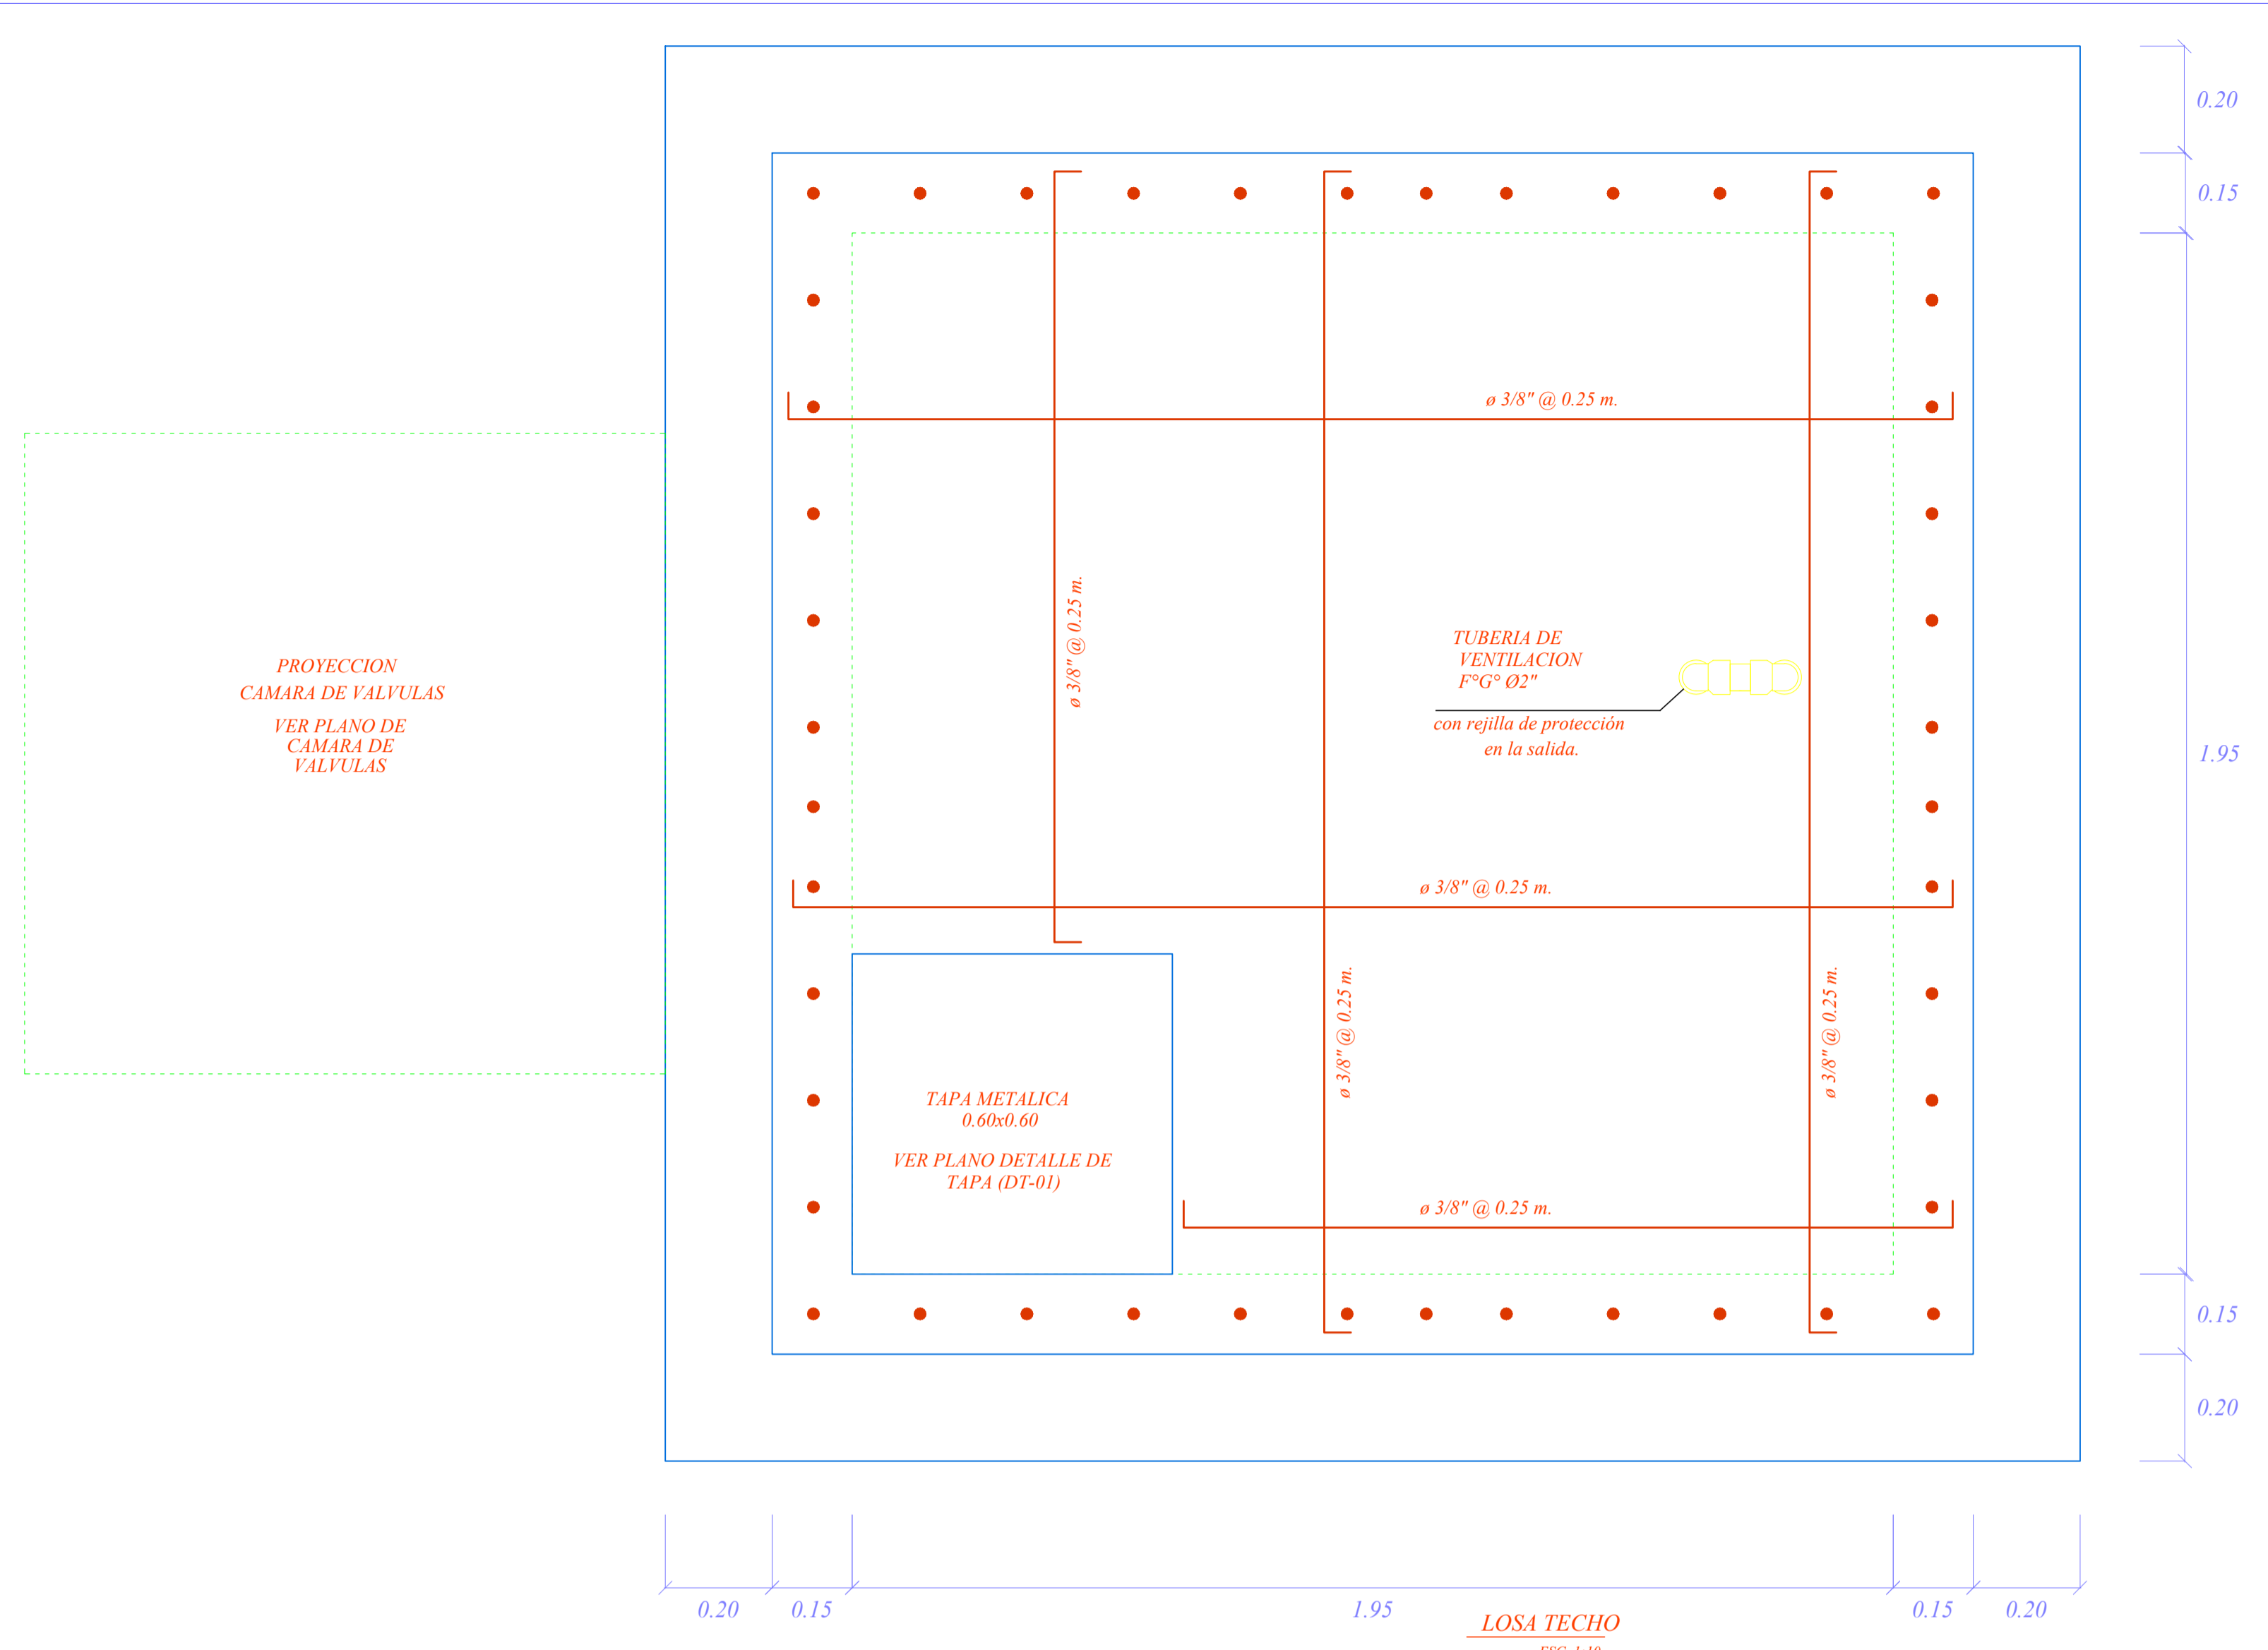 0.20
0.15
ø 3/8" @ 0.25 m.
ø 3/8" @ 0.25 m.
TUBERIA DE
VENTILACION
F°G° Ø2"
con rejilla de protección
en la salida.
PROYECCION
CAMARA DE VALVULAS
VER PLANO DE
CAMARA DE
VALVULAS
1.95
ø 3/8" @ 0.25 m.
ø 3/8" @ 0.25 m.
ø 3/8" @ 0.25 m.
TAPA METALICA
0.60x0.60
VER PLANO DETALLE DE
TAPA (DT-01)
ø 3/8" @ 0.25 m.
0.15
0.20
0.20
0.15
1.95
0.15
0.20
LOSA TECHO